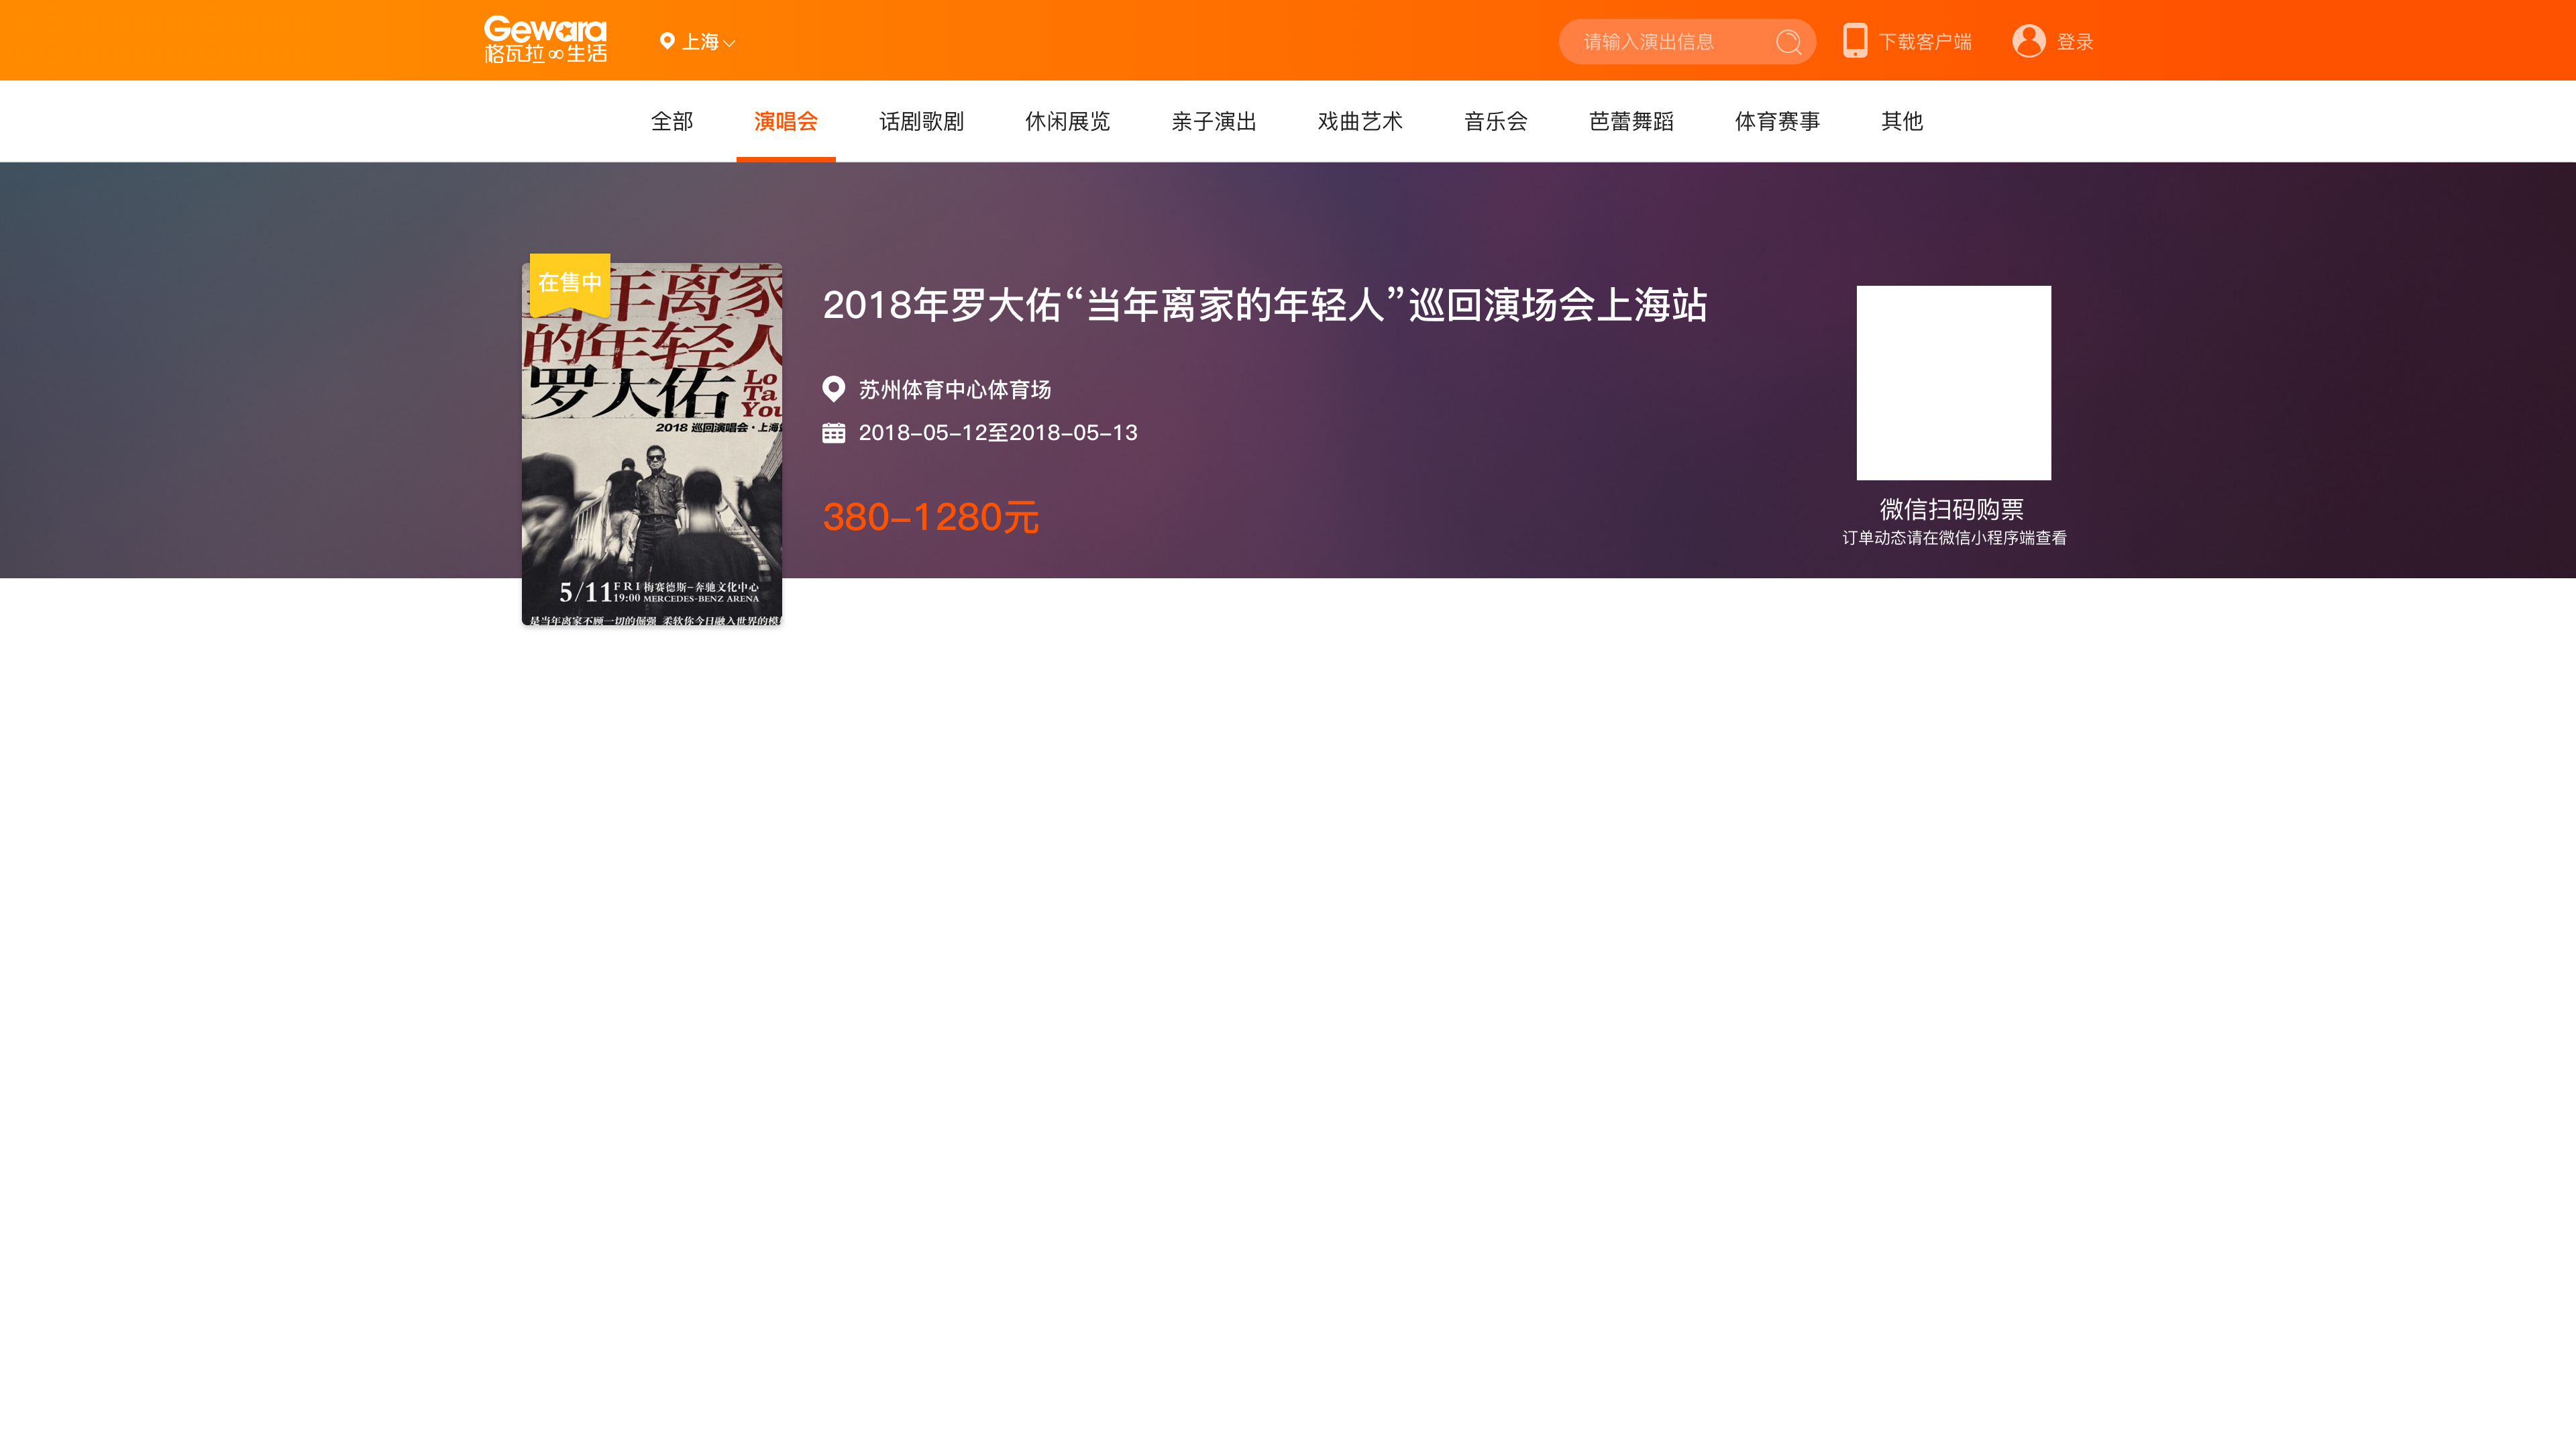 Gewara
格瓦拉∞生活
上海
请输入演出信息
下载客户端
登录
全部
演唱会
话剧歌剧
休闲展览
亲子演出
戏曲艺术
音乐会
芭蕾舞蹈
体育赛事
其他
在售中
年离家
的年轻人
罗大佑
Lo
Ta
You
2018 巡回演唱会·上海站
5/11 FRI 梅赛德斯-奔驰文化中心
19:00 MERCEDES-BENZ ARENA
是当年离家不顾一切的倔强 柔软你今日融入世界的模
2018年罗大佑“当年离家的年轻人”巡回演场会上海站
苏州体育中心体育场
2018-05-12至2018-05-13
380-1280元
微信扫码购票
订单动态请在微信小程序端查看